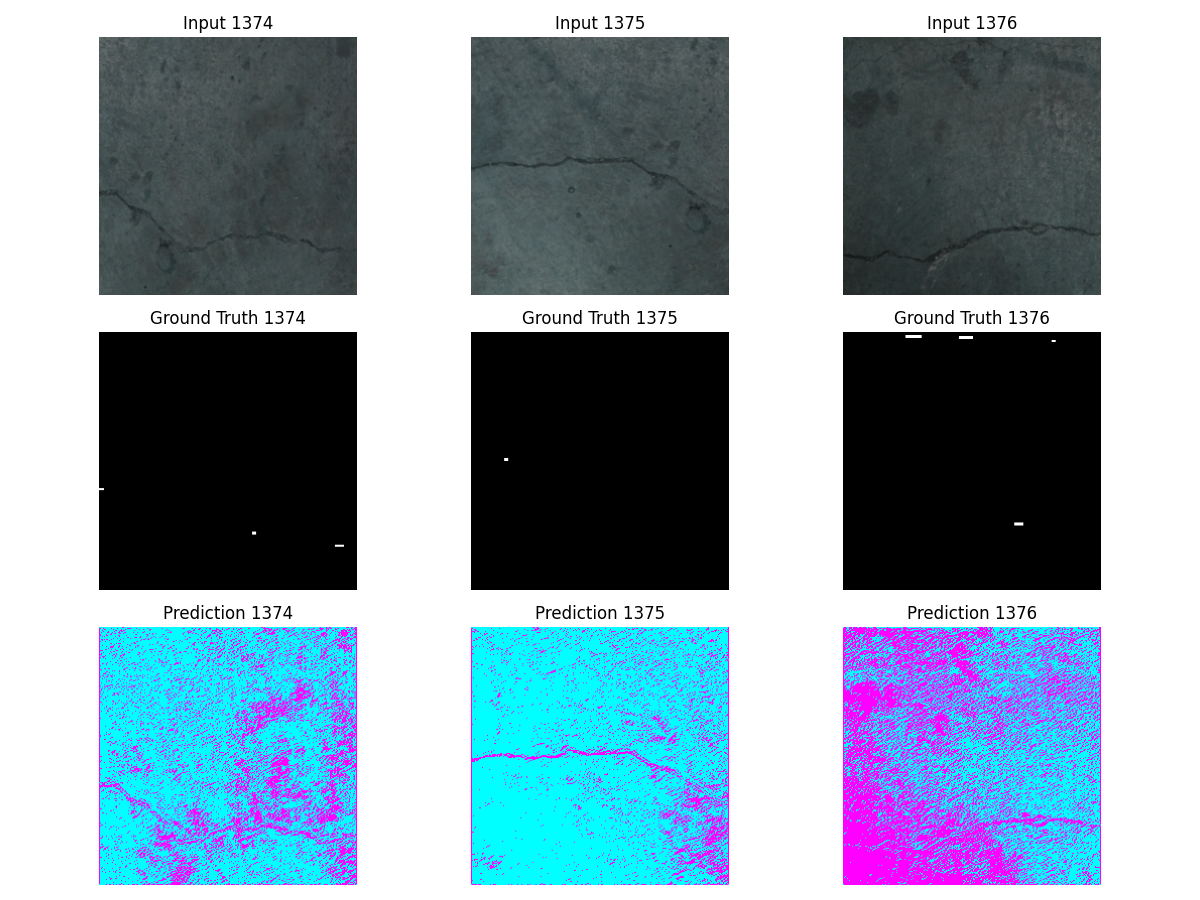 Input 1374
Input 1375
Input 1376
Ground Truth 1374
Ground Truth 1375
Ground Truth 1376
Prediction 1374
Prediction 1375
Prediction 1376